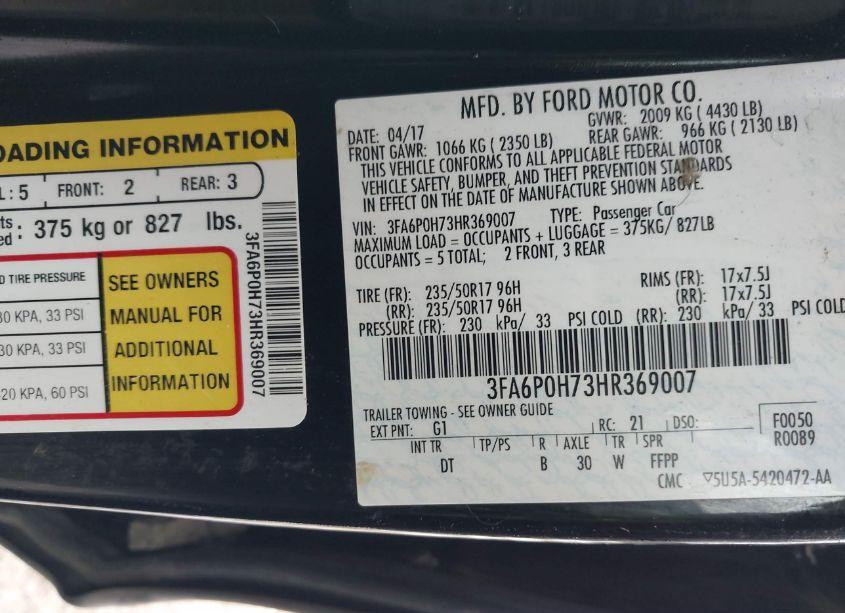 OADING INFORMATION
L: 5 FRONT: 2 REAR: 3
ts
ed: 375 kg or 827 lbs.
D TIRE PRESSURE
30 KPA, 33 PSI
30 KPA, 33 PSI
20 KPA, 60 PSI
SEE OWNERS
MANUAL FOR
ADDITIONAL
INFORMATION
3FA6P0H73HR369007
MFD. BY FORD MOTOR CO.
DATE: 04/17 GVWR: 2009 KG ( 4430 LB)
FRONT GAWR: 1066 KG ( 2350 LB) REAR GAWR: 966 KG ( 2130 LB)
THIS VEHICLE CONFORMS TO ALL APPLICABLE FEDERAL MOTOR
VEHICLE SAFETY, BUMPER, AND THEFT PREVENTION STANDARDS
IN EFFECT ON THE DATE OF MANUFACTURE SHOWN ABOVE.
VIN: 3FA6P0H73HR369007 TYPE: Passenger Car
MAXIMUM LOAD = OCCUPANTS + LUGGAGE = 375KG/ 827LB
OCCUPANTS = 5 TOTAL; 2 FRONT, 3 REAR
TIRE (FR): 235/50R17 96H RIMS (FR): 17x7.5J
(RR): 235/50R17 96H (RR): 17x7.5J
PRESSURE (FR): 230 kPa/ 33 PSI COLD (RR): 230 kPa/ 33 PSI COLD
3FA6P0H73HR369007
TRAILER TOWING - SEE OWNER GUIDE
EXT PNT: G1 RC: 21 DSO: F0050
R0089
INT TR TP/PS R AXLE TR SPR
DT B 30 W FFPP
CMC ▽5U5A-5420472-AA